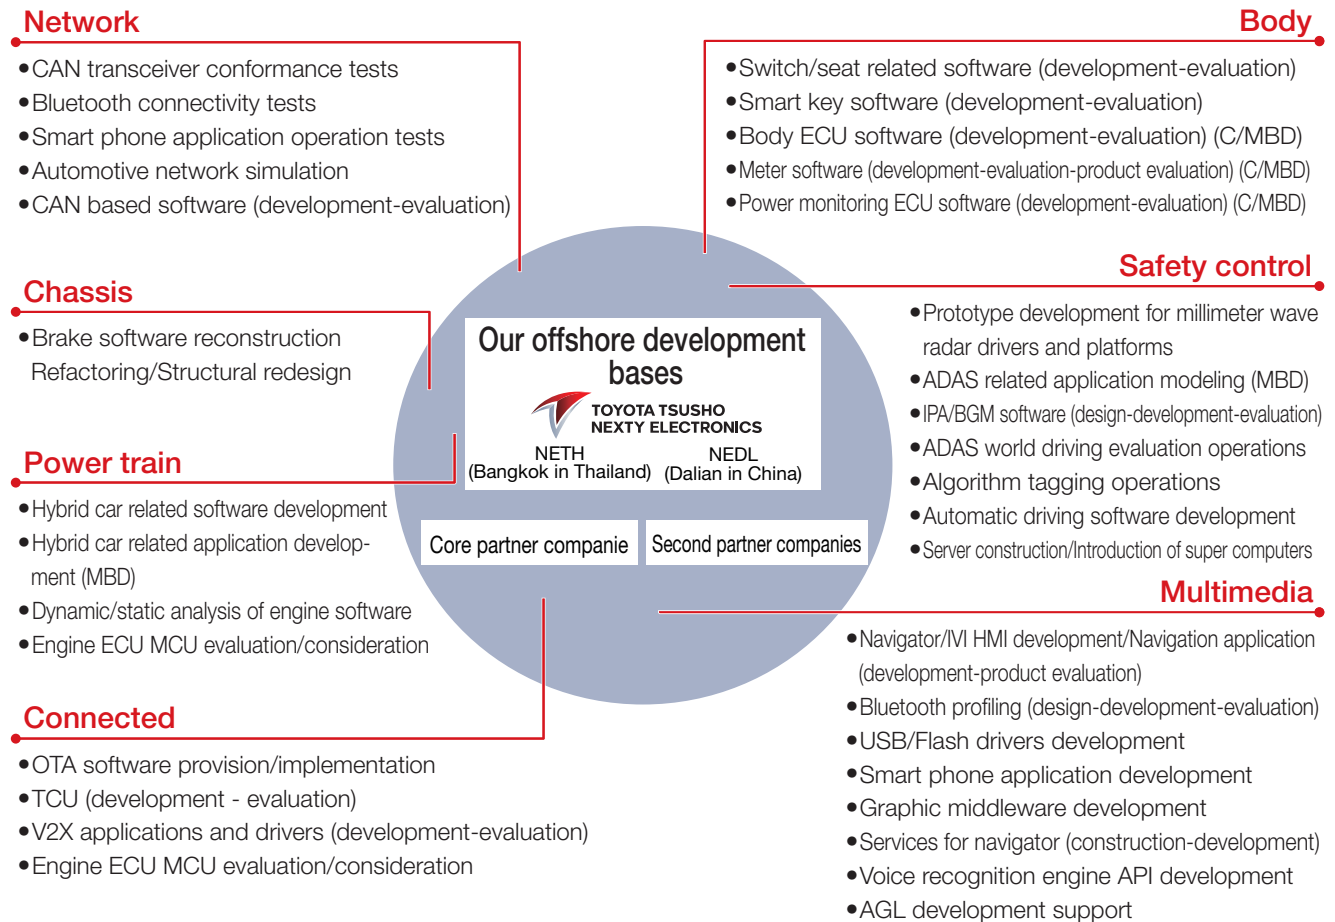 Network
●CAN transceiver conformance tests
●Bluetooth connectivity tests
●Smart phone application operation tests
●Automotive network simulation
●CAN based software (development-evaluation)
Chassis
●Brake software reconstruction
Refactoring/Structural redesign
Power train
●Hybrid car related software development
●Hybrid car related application develop-
ment (MBD)
●Dynamic/static analysis of engine software
●Engine ECU MCU evaluation/consideration
Connected
●OTA software provision/implementation
●TCU (development - evaluation)
●V2X applications and drivers (development-evaluation)
●Engine ECU MCU evaluation/consideration
Our offshore development
bases
TOYOTA TSUSHO
NEXTY ELECTRONICS
NETH
(Bangkok in Thailand)
NEDL
(Dalian in China)
Core partner companie
Second partner companies
Body
●Switch/seat related software (development-evaluation)
●Smart key software (development-evaluation)
●Body ECU software (development-evaluation) (C/MBD)
●Meter software (development-evaluation-product evaluation) (C/MBD)
●Power monitoring ECU software (development-evaluation) (C/MBD)
Safety control
●Prototype development for millimeter wave
radar drivers and platforms
●ADAS related application modeling (MBD)
●IPA/BGM software (design-development-evaluation)
●ADAS world driving evaluation operations
●Algorithm tagging operations
●Automatic driving software development
●Server construction/Introduction of super computers
Multimedia
●Navigator/IVI HMI development/Navigation application
(development-product evaluation)
●Bluetooth profiling (design-development-evaluation)
●USB/Flash drivers development
●Smart phone application development
●Graphic middleware development
●Services for navigator (construction-development)
●Voice recognition engine API development
●AGL development support